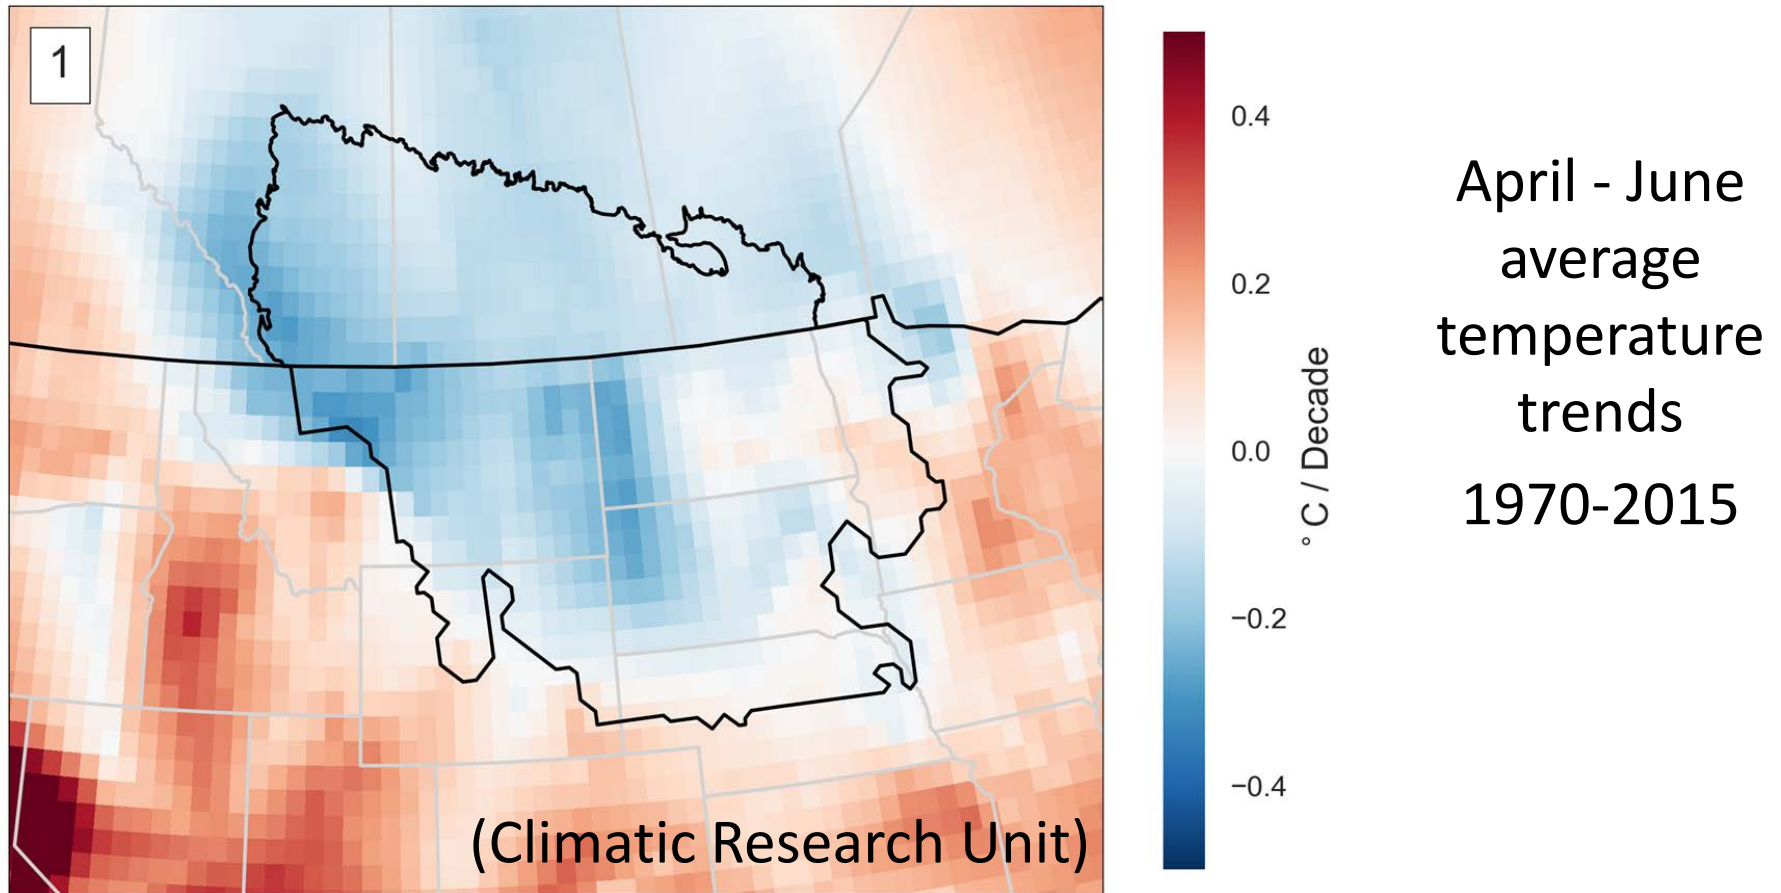 1
(Climatic Research Unit)
0.4
0.2
0.0
−0.2
−0.4
° C / Decade
April - June
average
temperature
trends
1970-2015